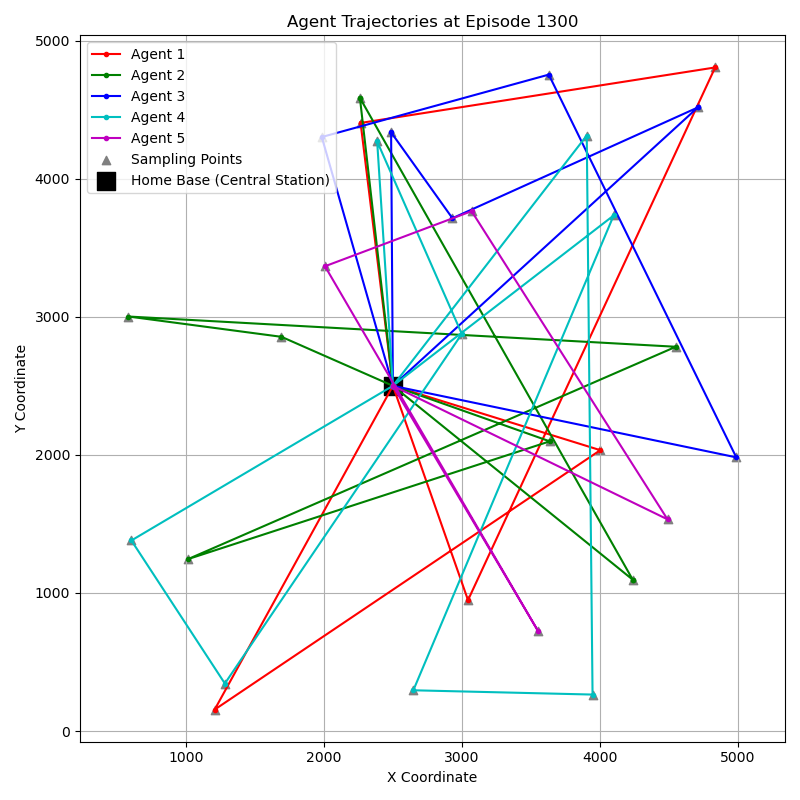 Agent Trajectories at Episode 1300
Agent 1
Agent 2
Agent 3
Agent 4
Agent 5
Sampling Points
Home Base (Central Station)
5000
4000
3000
2000
1000
0
Y Coordinate
1000
2000
3000
4000
5000
X Coordinate